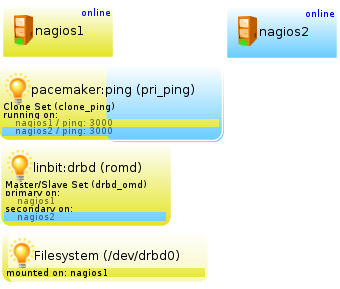 online
nagios1
online
nagios2
pacemaker:ping (pri_ping)
Clone Set (clone_ping)
running on:
nagios1 / ping: 3000
nagios2 / ping: 3000
linbit:drbd (romd)
Master/Slave Set (drbd_omd)
primary on:
nagios1
secondary on:
nagios2
Filesystem (/dev/drbd0)
mounted on: nagios1